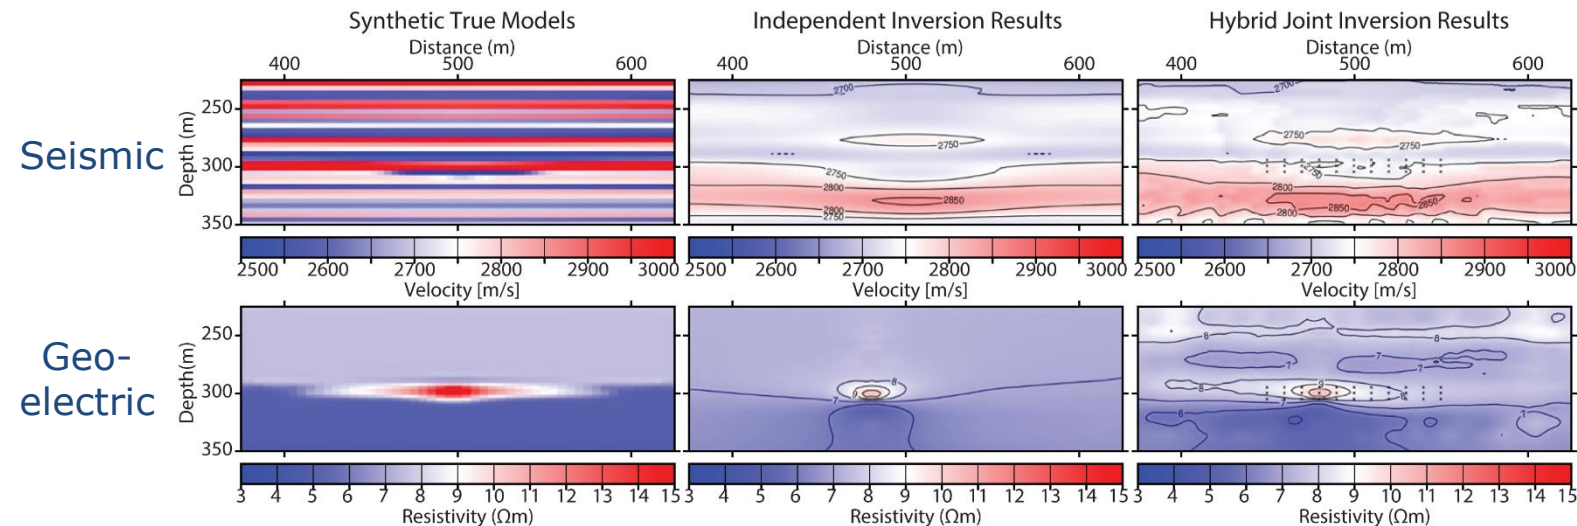 Synthetic True Models
Independent Inversion Results
Hybrid Joint Inversion Results
Distance (m)
Distance (m)
Distance (m)
400 500 600
400 500 600
400 500 600
Seismic
Depth (m)
250
300
350
2700
2750
2750
2800
2850
2800
2750
2700
2750
2750
2750
2800
2850
2850
2800
2500 2600 2700 2800 2900 3000
2500 2600 2700 2800 2900 3000
2500 2600 2700 2800 2900 3000
Velocity [m/s]
Velocity [m/s]
Velocity [m/s]
Geo-
electric
Depth(m)
250
300
350
8
9
7
8
8
7
7
8
9
8
7
6
7
3 4 5 6 7 8 9 10 11 12 13 14 15
3 4 5 6 7 8 9 10 11 12 13 14 15
3 4 5 6 7 8 9 10 11 12 13 14 15
Resistivity (Ωm)
Resistivity (Ωm)
Resistivity (Ωm)